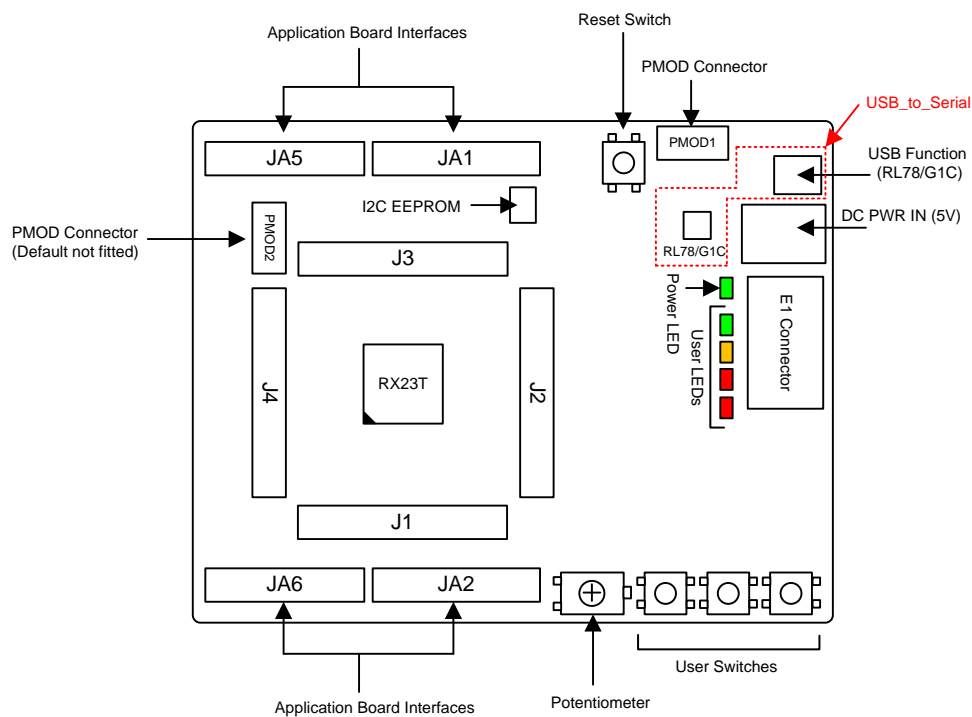 Reset Switch
Application Board Interfaces
PMOD Connector
USB_to_Serial
PMOD1
JA5
JA1
USB Function
(RL78/G1C)
I2C EEPROM
DC PWR IN (5V)
PMOD Connector
(Default not fitted)
PMOD2
J3
RL78/G1C
Power LED
E1 Connector
User LEDs
J4
RX23T
J2
J1
JA6
JA2
User Switches
Potentiometer
Application Board Interfaces